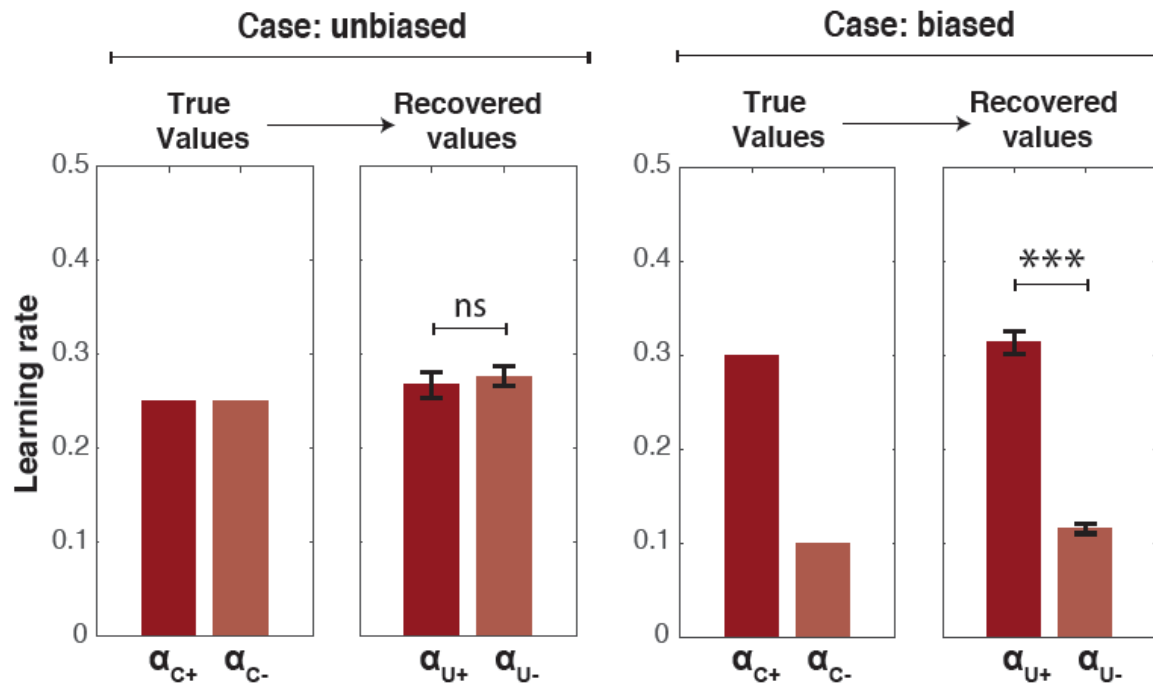 Case: unbiased
Case: biased
True
Values
Recovered
values
True
Values
Recovered
values
Learning rate
0.5
0.4
0.3
0.2
0.1
0
ns
0.5
0.4
0.3
0.2
0.1
0
***
αC+ αC-
αU+ αU-
αC+ αC-
αU+ αU-